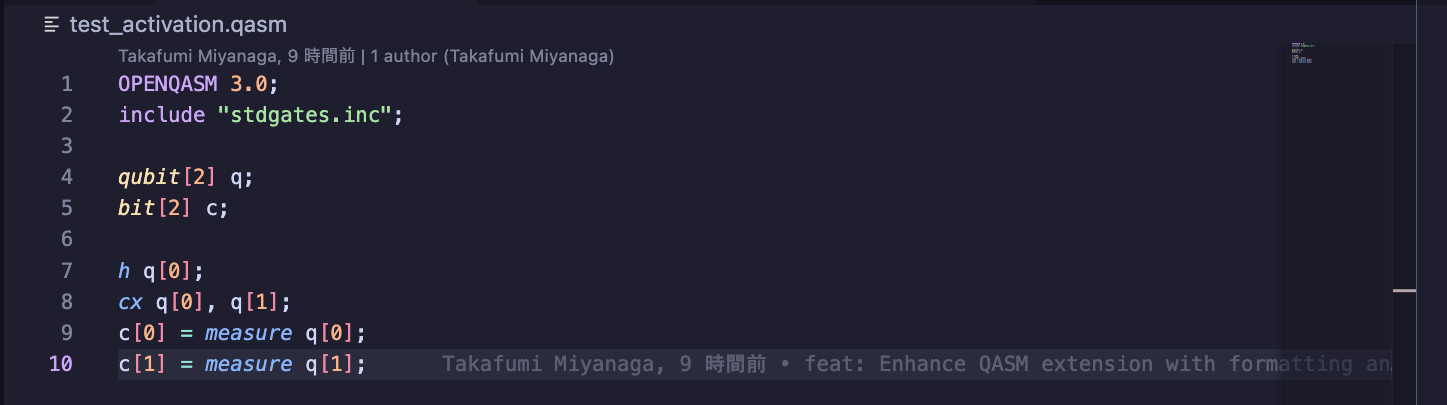 test_activation.qasm
Takafumi Miyanaga, 9 時間前 | 1 author (Takafumi Miyanaga)
1 OPENQASM 3.0;
2 include "stdgates.inc";
3
4 qubit[2] q;
5 bit[2] c;
6
7 h q[0];
8 cx q[0], q[1];
9 c[0] = measure q[0];
10 c[1] = measure q[1]; Takafumi Miyanaga, 9 時間前 • feat: Enhance QASM extension with formatting